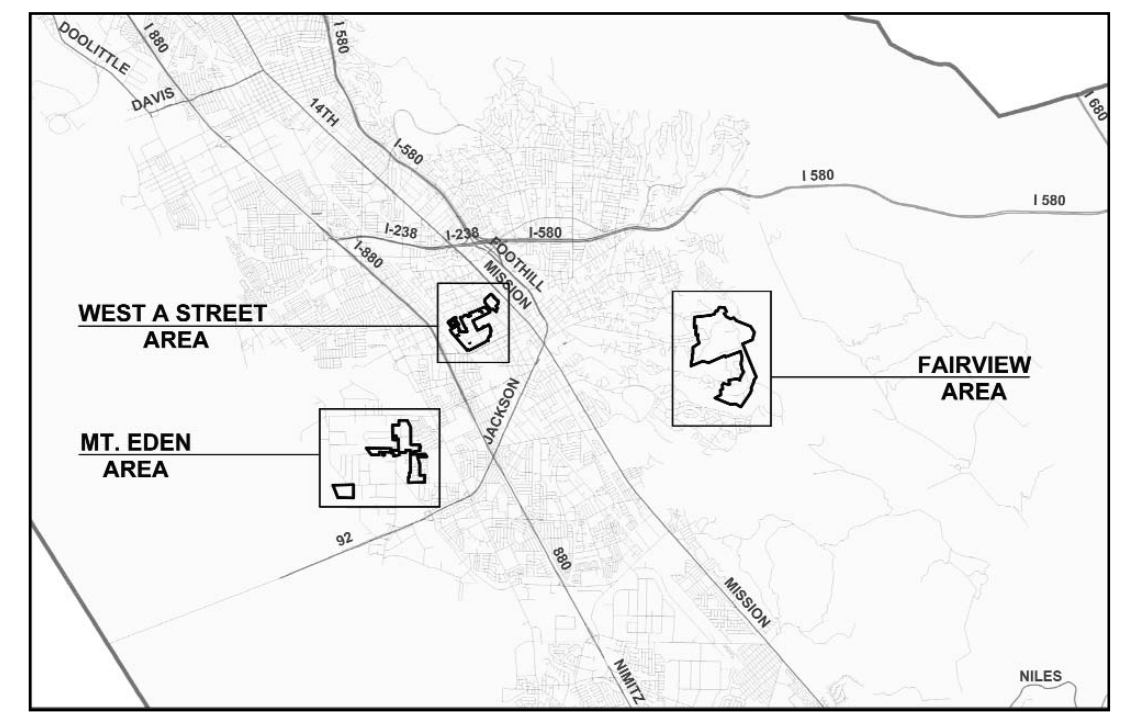 DOOLITTLE
I 880
I 580
DAVIS
14TH
I 680
I-580
I 580
I 580
I-238
I-238
I-580
I-880
FOOTHILL
MISSION
WEST A STREET
AREA
FAIRVIEW
AREA
JACKSON
MT. EDEN
AREA
92
880
MISSION
NIMITZ
NILES